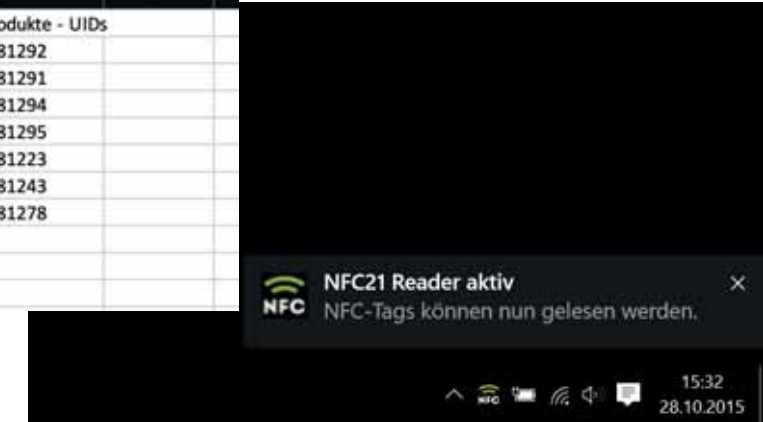 odukte - UIDs
81292
81291
81294
81295
81223
81243
81278
NFC21 Reader aktiv
NFC
NFC-Tags können nun gelesen werden.
NFC
15:32
28.10.2015